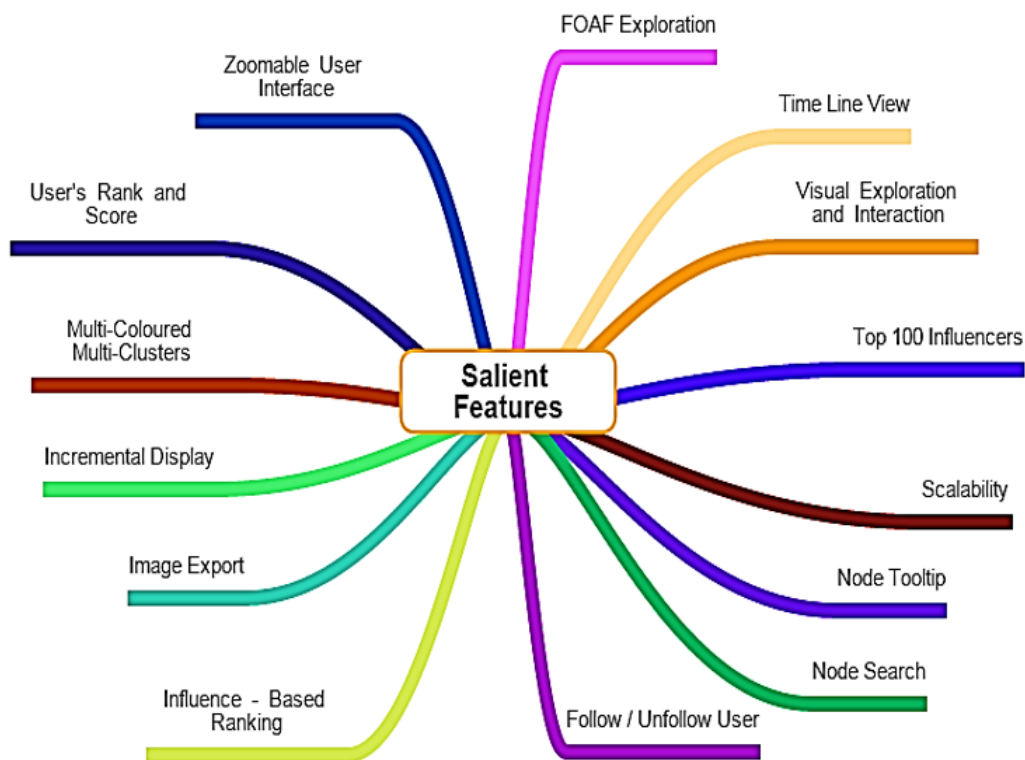 FOAF Exploration
Zoomable User
Interface
Time Line View
User's Rank and
Score
Visual Exploration
and Interaction
Multi-Coloured
Multi-Clusters
Top 100 Influencers
Salient
Features
Incremental Display
Scalability
Image Export
Node Tooltip
Node Search
Influence - Based
Ranking
Follow / Unfollow User